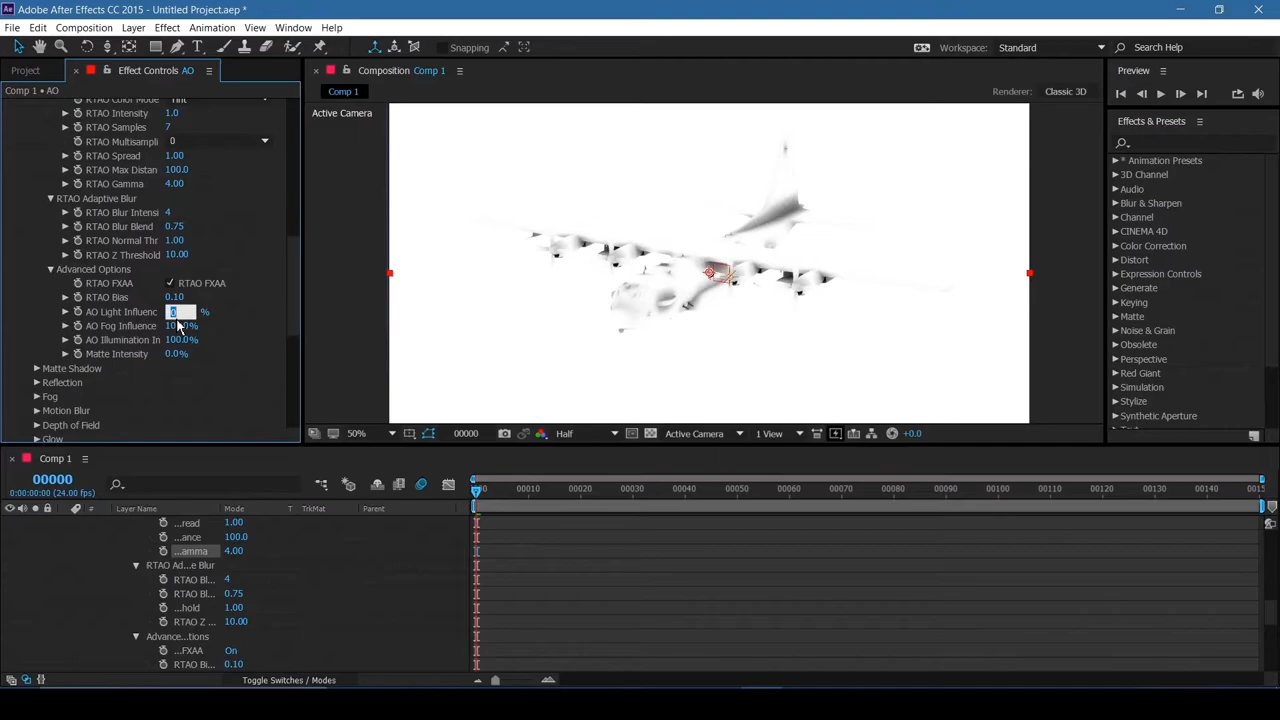 Adobe After Effects CC 2015 - Untitled Project.aep *
File Edit Composition Layer Effect Animation View Window Help
Snapping Workspace: Standard Search Help
Project Effect Controls AO Composition Comp 1 Preview
Comp 1 • AO Comp 1 Renderer: Classic 3D
Active Camera
RTAO Color Mode Tint
RTAO Intensity 1.0
RTAO Samples 7
RTAO Multisampli 0
RTAO Spread 1.00
RTAO Max Distan 100.0
RTAO Gamma 4.00
RTAO Adaptive Blur
RTAO Blur Intensi 4
RTAO Blur Blend 0.75
RTAO Normal Thr 1.00
RTAO Z Threshold 10.00
Advanced Options
RTAO FXAA RTAO FXAA
RTAO Bias 0.10
AO Light Influenc 0 %
AO Fog Influence
AO Illumination In 100.0%
Matte Intensity 0.0%
Matte Shadow
Reflection
Fog
Motion Blur
Depth of Field
Glow
Effects & Presets
* Animation Presets
3D Channel
Audio
Blur & Sharpen
Channel
CINEMA 4D
Color Correction
Distort
Expression Controls
Generate
Keying
Matte
Noise & Grain
Obsolete
Perspective
Red Giant
Simulation
Stylize
Synthetic Aperture
50% 00000 Half Active Camera 1 View +0.0
Comp 1
00000
0:00:00:00 (24.00 fps)
00010 00020 00030 00040 00050 00060 00070 00080 00090 00100 00110 00120 00130 00140 0015
# Layer Name Mode T TrkMat Parent
...read 1.00
...ance 100.0
...amma 4.00
RTAO Ad...e Blur
RTAO Bl... 4
RTAO Bl... 0.75
...hold 1.00
RTAO Z ... 10.00
Advance...tions
...FXAA On
RTAO Bi... 0.10
Toggle Switches / Modes